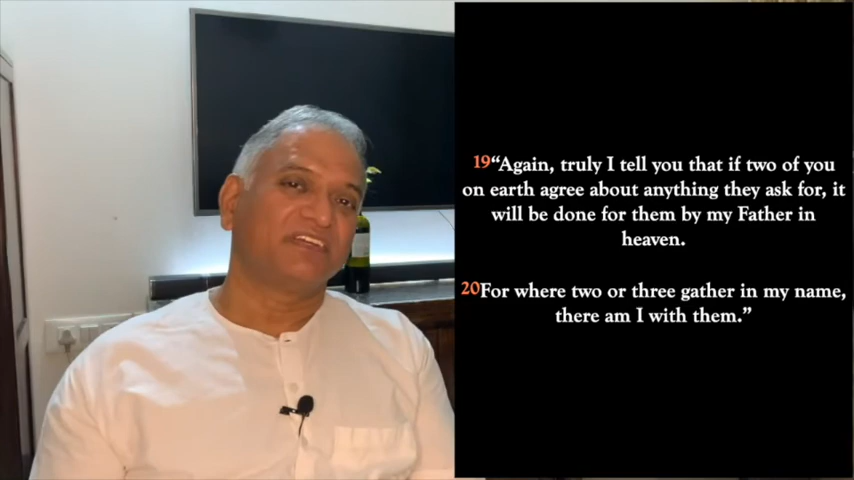 19“Again, truly I tell you that if two of you
on earth agree about anything they ask for, it
will be done for them by my Father in
heaven.
20For where two or three gather in my name,
there am I with them.”